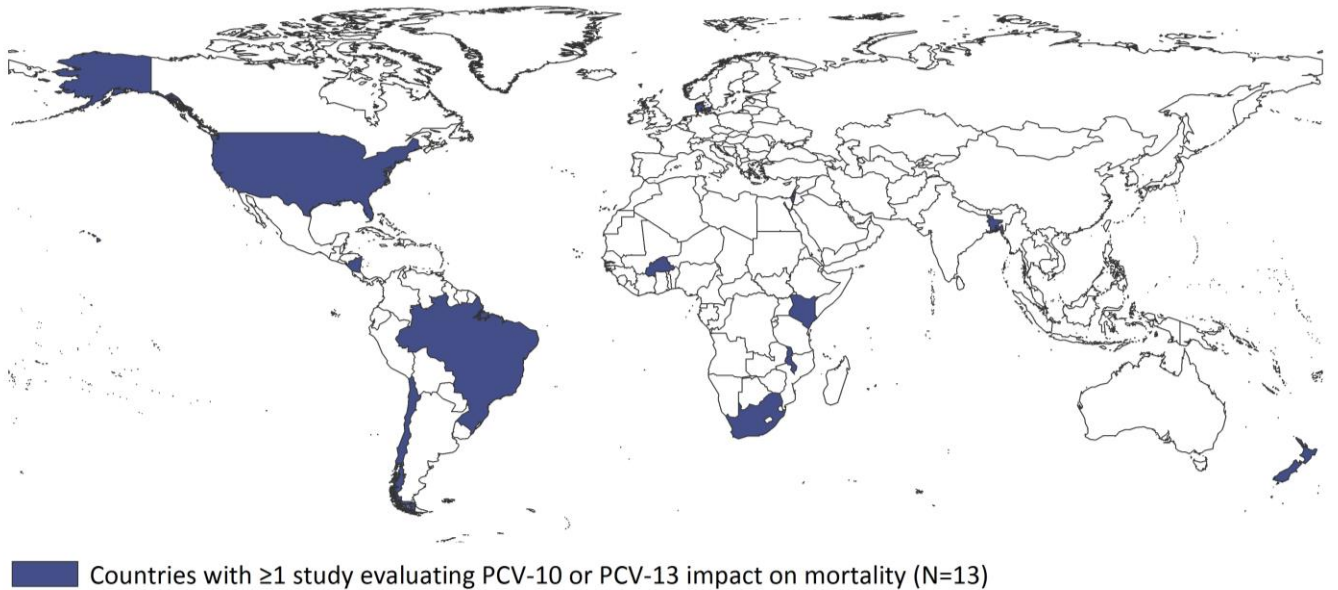 Countries with ≥1 study evaluating PCV-10 or PCV-13 impact on mortality (N=13)